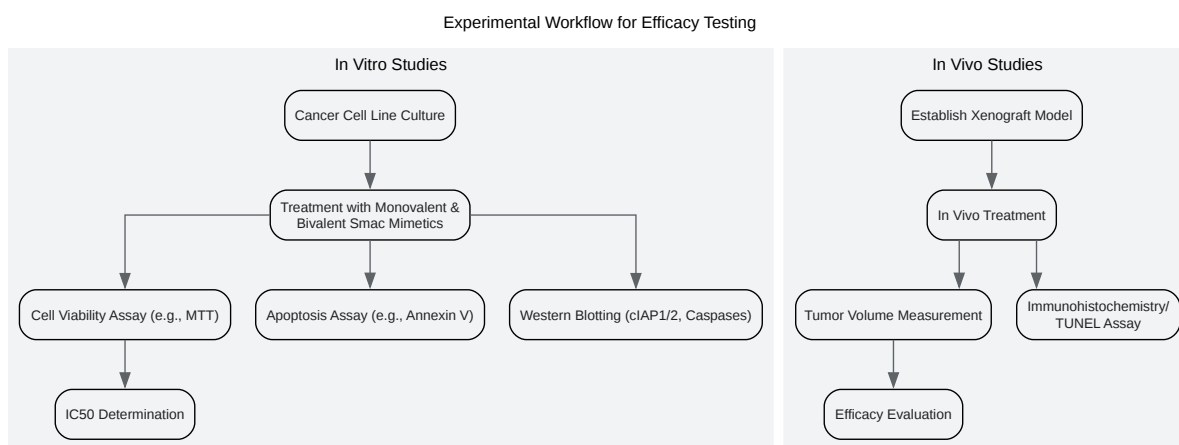 Experimental Workflow for Efficacy Testing
In Vitro Studies
Cancer Cell Line Culture
Treatment with Monovalent &
Bivalent Smac Mimetics
Cell Viability Assay (e.g., MTT)
Apoptosis Assay (e.g., Annexin V)
Western Blotting (cIAP1/2, Caspases)
IC50 Determination
In Vivo Studies
Establish Xenograft Model
In Vivo Treatment
Tumor Volume Measurement
Immunohistochemistry/
TUNEL Assay
Efficacy Evaluation